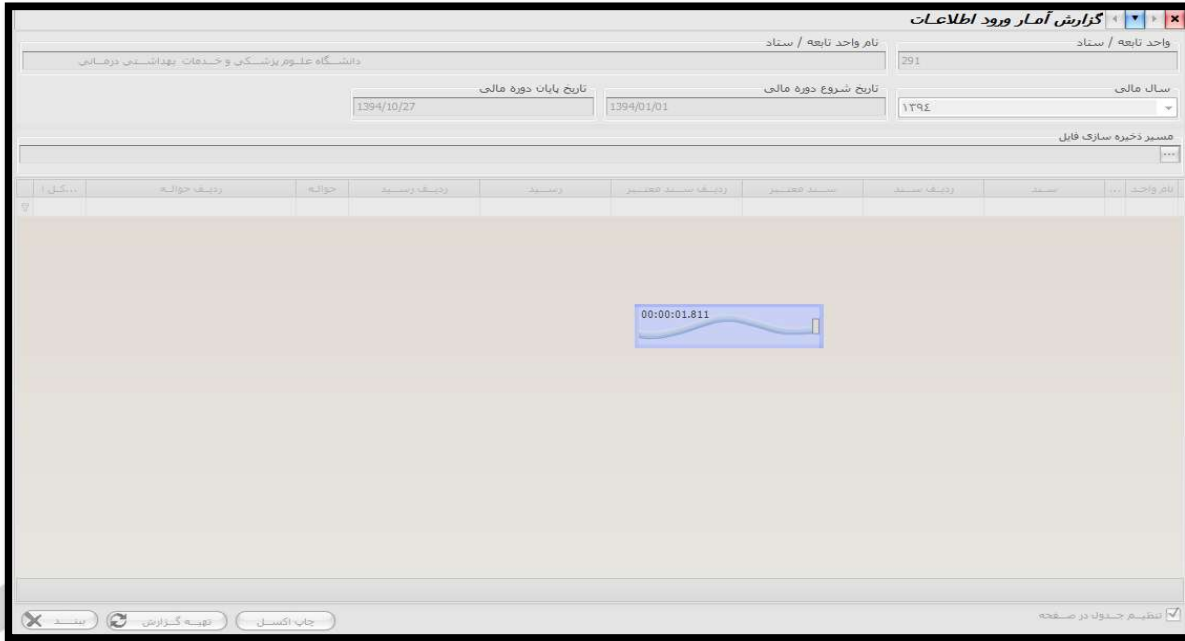 گزارش آمار ورود اطلاعات
واحد تابعه / ستاد
نام واحد تابعه / ستاد
291
دانشگاه علوم پزشکی و خدمات بهداشتی درمانی
سال مالی
تاریخ شروع دوره مالی
تاریخ پایان دوره مالی
۱۳۹٤
1394/01/01
1394/10/27
مسیر ذخیره سازی فایل
...
نام واحد ... سند ردیف سند سند معتبر ردیف سند معتبر رسید ردیف رسید حواله ردیف حواله
00:00:01.811
تنظیم جدول در صفحه
چاپ اکسل
تهیه گزارش
ببند